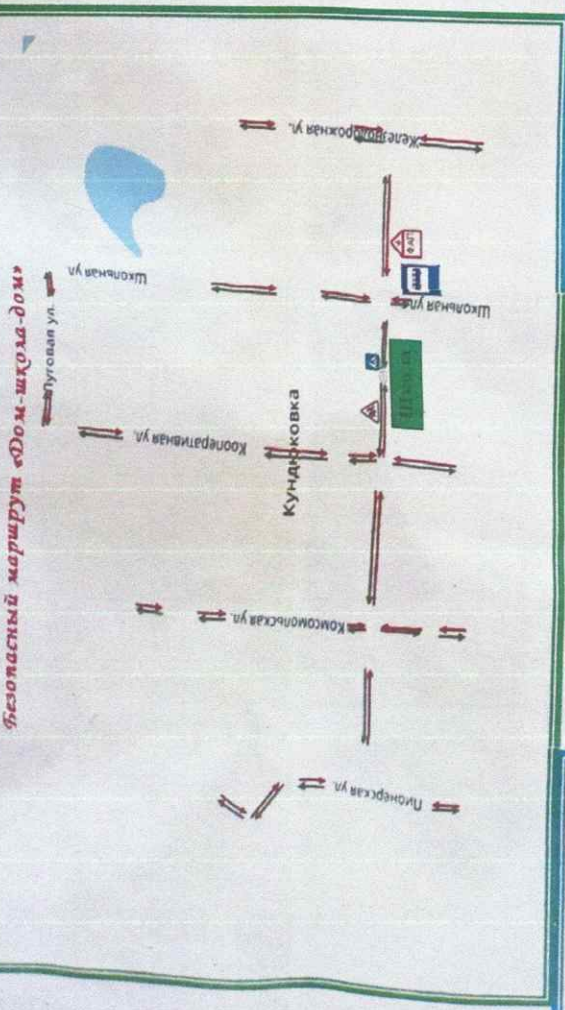 Безопасный маршрут «Дом-школа-дом»
Луговая ул.
Школьная ул
Железнодорожная ул.
Кооперативная ул.
Кундюковка
Школьная ул
ФАП
Школа
Комсомольская ул.
Пионерская ул.